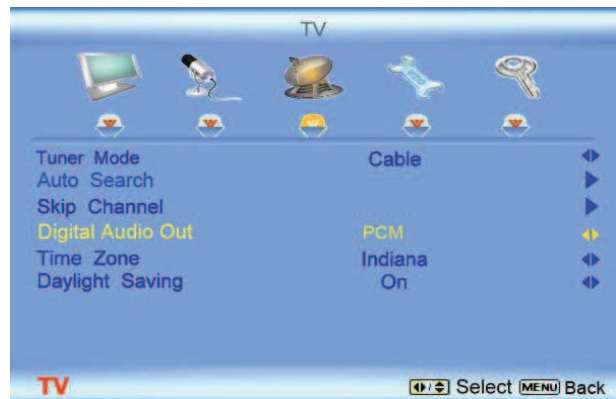 TV
Tuner Mode Cable
Auto Search
Skip Channel
Digital Audio Out PCM
Time Zone Indiana
Daylight Saving On
TV Select MENU Back